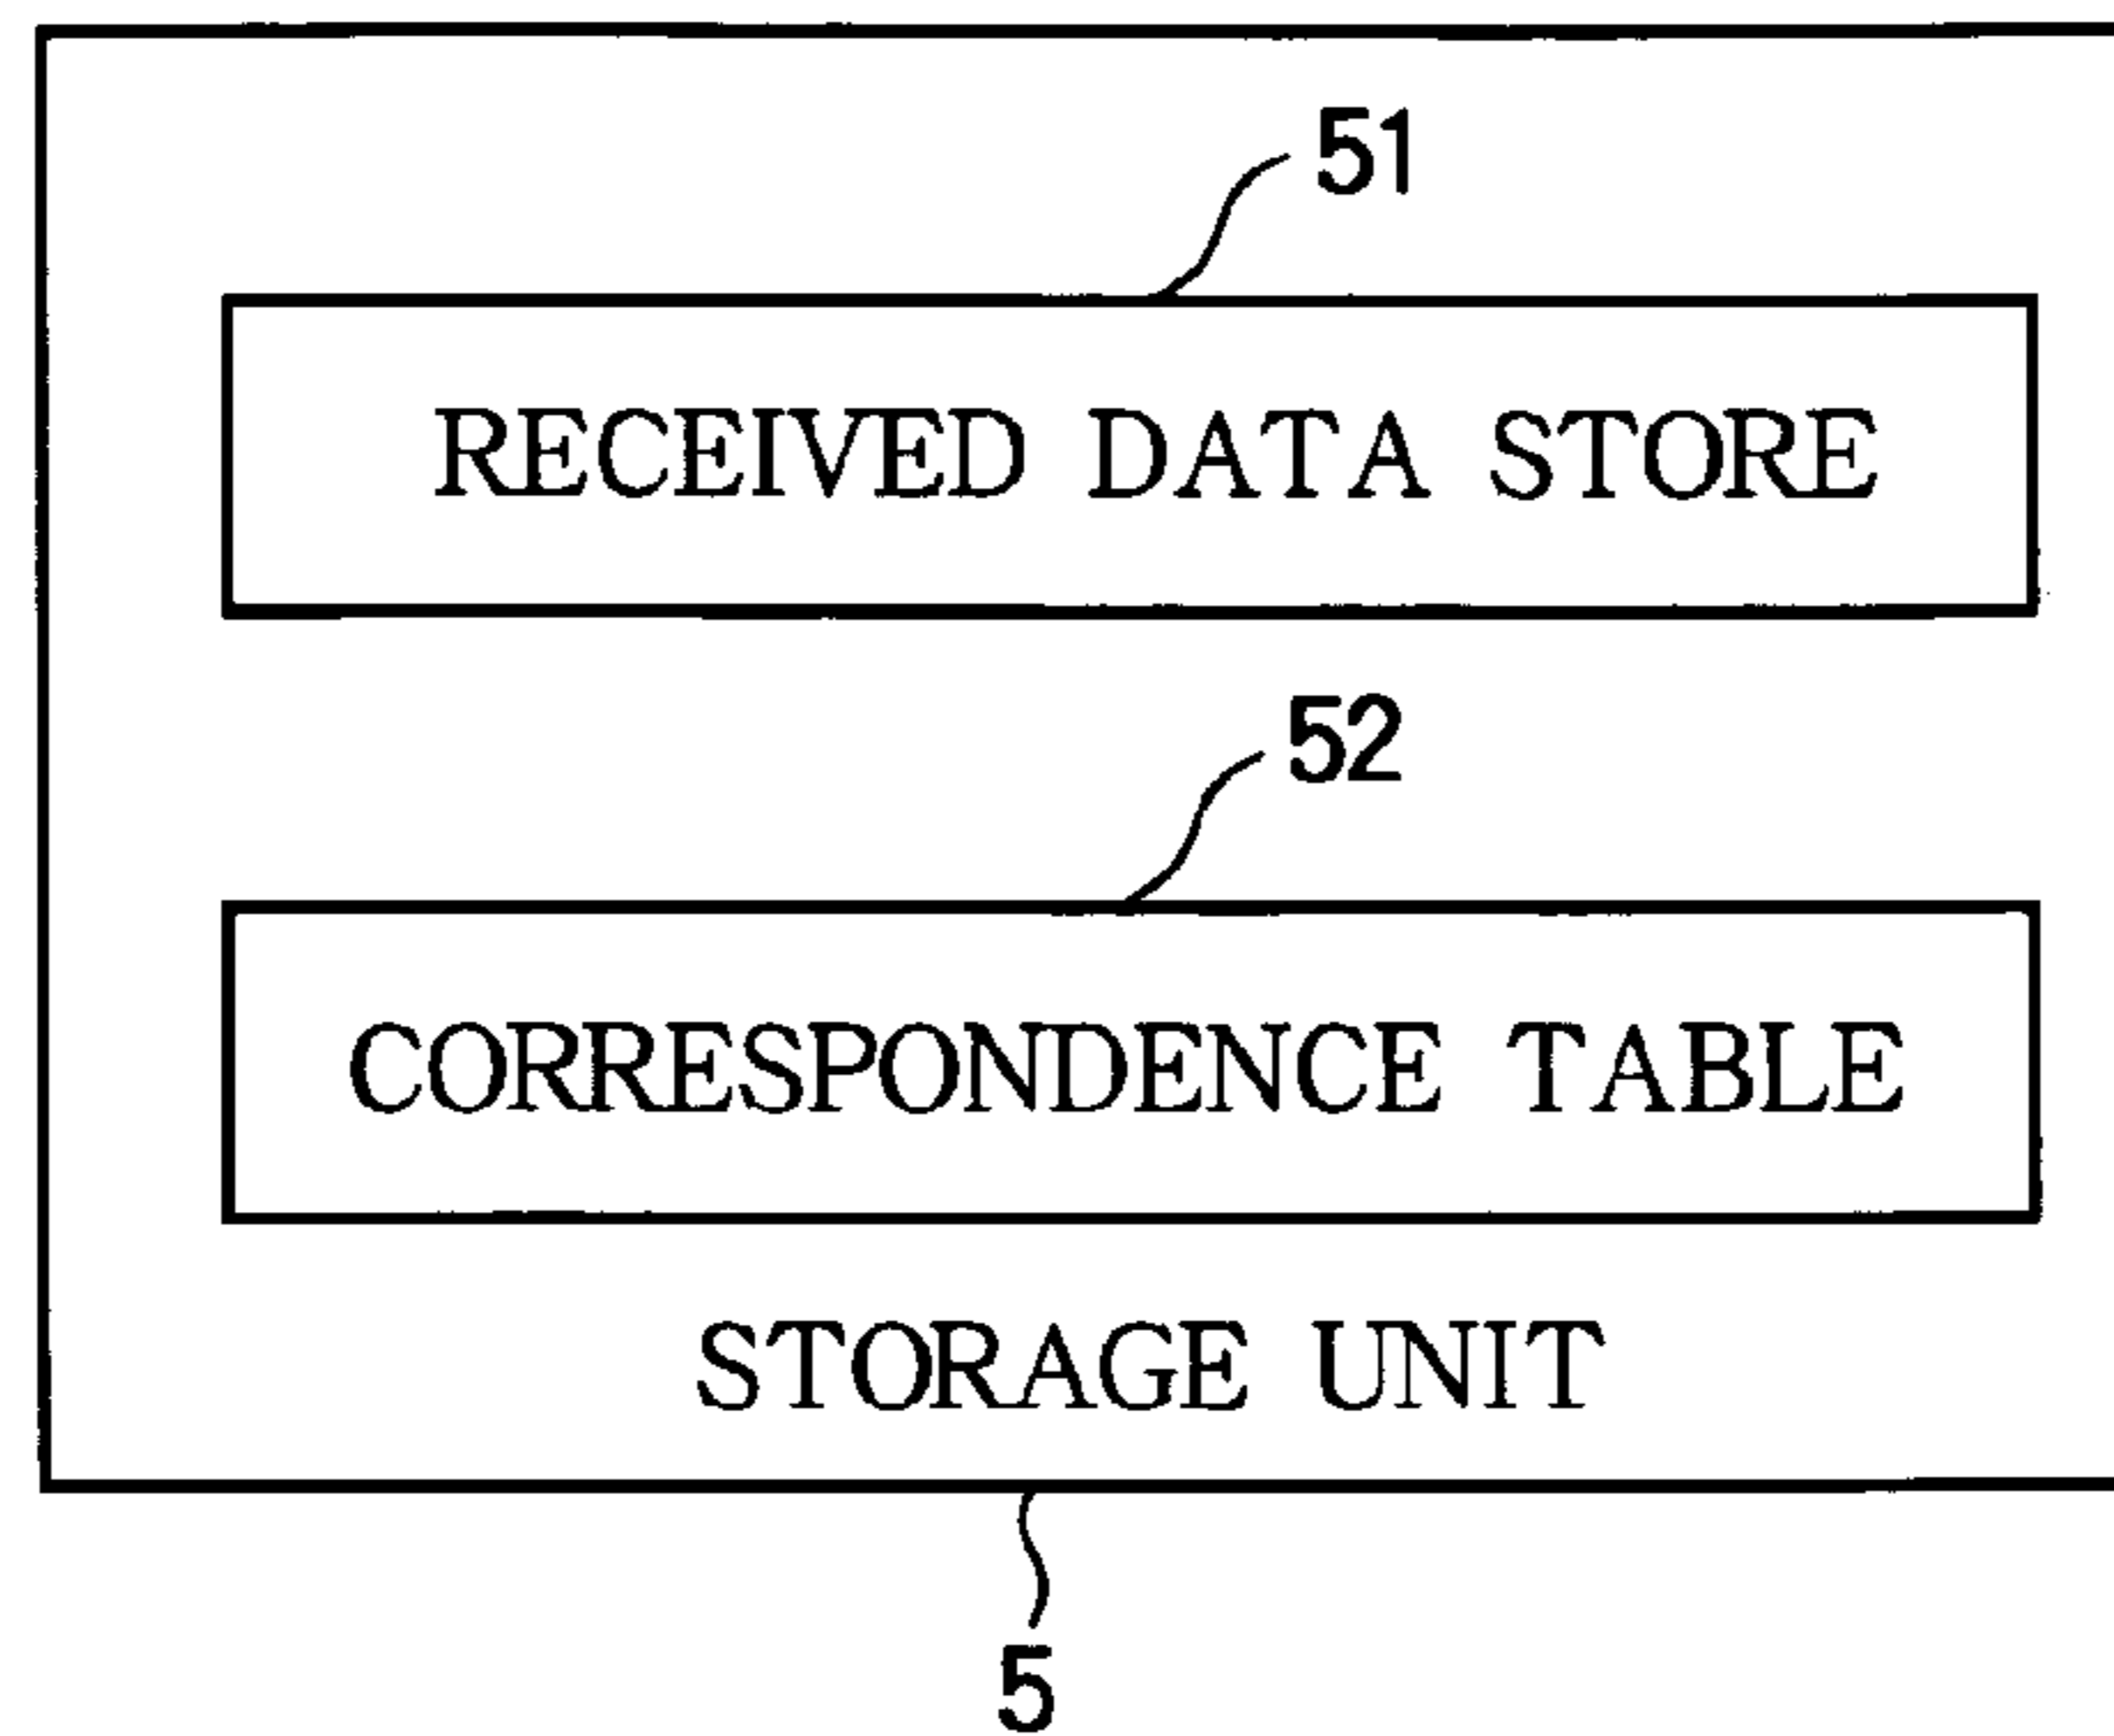 51
RECEIVED DATA STORE
52
CORRESPONDENCE TABLE
STORAGE UNIT
5